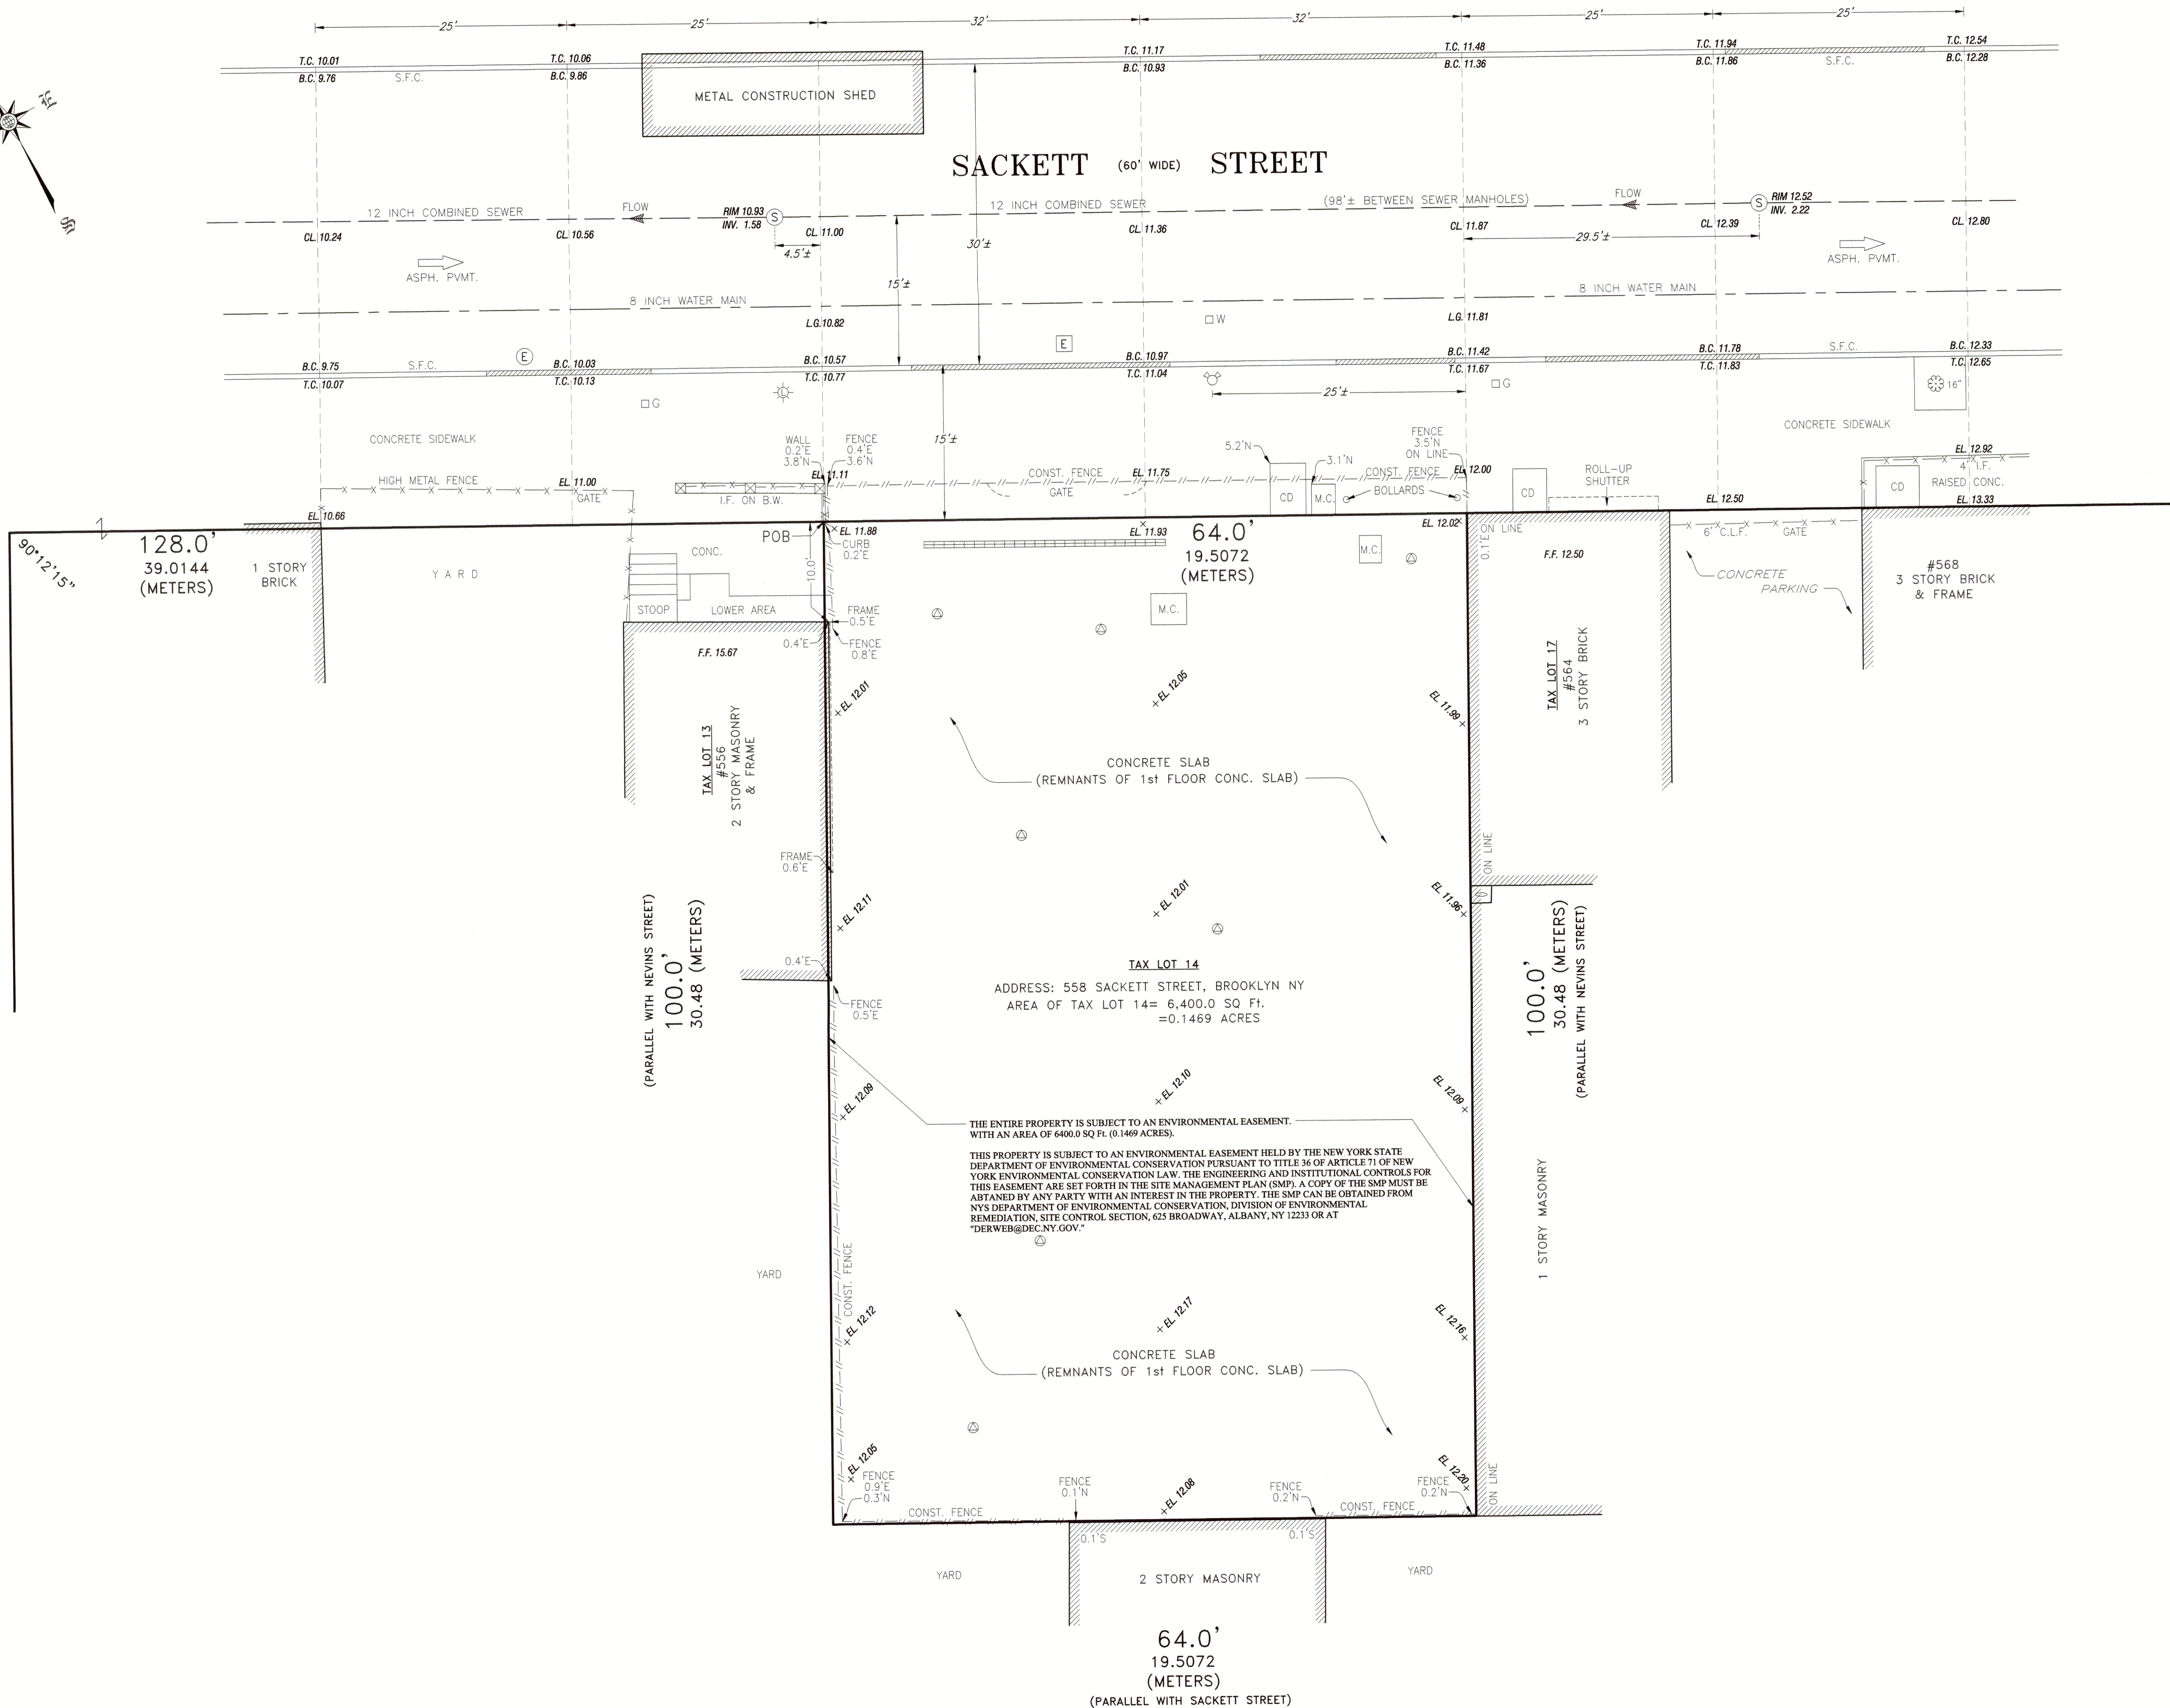 25' 25' 32' 32' 25' 25'
T.C. 10.01 T.C. 10.06 T.C. 11.17 T.C. 11.48 T.C. 11.94 T.C. 12.54
B.C. 9.76 S.F.C. B.C. 9.86 B.C. 10.93 B.C. 11.36 B.C. 11.86 S.F.C. B.C. 12.28
METAL CONSTRUCTION SHED
E
S
SACKETT (60' WIDE) STREET
12 INCH COMBINED SEWER FLOW RIM 10.93 S 12 INCH COMBINED SEWER (98'± BETWEEN SEWER MANHOLES) FLOW S RIM 12.52
INV. 1.58 INV. 2.22
CL. 10.24 CL. 10.56 CL. 11.00 CL. 11.36 CL. 11.87 CL. 12.39 CL. 12.80
4.5'± 30'± 29.5'±
ASPH. PVMT. ASPH. PVMT.
15'±
8 INCH WATER MAIN 8 INCH WATER MAIN
L.G. 10.82 W L.G. 11.81
E E
B.C. 9.75 S.F.C. B.C. 10.03 B.C. 10.57 B.C. 10.97 B.C. 11.42 B.C. 11.78 S.F.C. B.C. 12.33
T.C. 10.07 T.C. 10.13 T.C. 10.77 T.C. 11.04 T.C. 11.67 T.C. 11.83 T.C. 12.65
G 25'± G 16"
CONCRETE SIDEWALK 15'± CONCRETE SIDEWALK
WALL
0.2'E
3.8'N
FENCE
0.4'E
3.6'N
5.2'N
3.1'N
FENCE
3.5'N
ON LINE
HIGH METAL FENCE EL. 11.00 EL. 11.11 CONST. FENCE EL. 11.75 CONST. FENCE EL. 12.00
GATE I.F. ON B.W. GATE CD M.C. BOLLARDS CD
ROLL-UP
SHUTTER
EL. 12.50
EL. 12.92
4' I.F.
RAISED CONC.
CD
EL. 13.33
EL. 10.66
90°12'15"
128.0'
39.0144
(METERS)
1 STORY
BRICK
YARD
CONC.
STOOP LOWER AREA
POB
10.0'
EL. 11.88
CURB
0.2'E
EL. 11.93
64.0'
19.5072
(METERS)
EL. 12.02
M.C.
M.C.
ON LINE
0.1'E
F.F. 12.50
6' C.L.F. GATE
CONCRETE
PARKING
#568
3 STORY BRICK
& FRAME
FRAME
0.5'E
0.4'E
FENCE
0.8'E
F.F. 15.67
TAX LOT 13
#556
2 STORY MASONRY
& FRAME
TAX LOT 17
#564
3 STORY BRICK
EL. 12.01 EL. 12.05 EL. 11.99
CONCRETE SLAB
(REMNANTS OF 1st FLOOR CONC. SLAB)
FRAME
0.6'E
ON LINE
EL. 12.11 EL. 12.01 EL. 11.96
0.4'E
FENCE
0.5'E
(PARALLEL WITH NEVINS STREET)
100.0'
30.48 (METERS)
TAX LOT 14
ADDRESS: 558 SACKETT STREET, BROOKLYN NY
AREA OF TAX LOT 14= 6,400.0 SQ Ft.
=0.1469 ACRES
100.0'
30.48 (METERS)
(PARALLEL WITH NEVINS STREET)
EL. 12.09 EL. 12.10 EL. 12.09
THE ENTIRE PROPERTY IS SUBJECT TO AN ENVIRONMENTAL EASEMENT.
WITH AN AREA OF 6400.0 SQ Ft. (0.1469 ACRES).
THIS PROPERTY IS SUBJECT TO AN ENVIRONMENTAL EASEMENT HELD BY THE NEW YORK STATE
DEPARTMENT OF ENVIRONMENTAL CONSERVATION PURSUANT TO TITLE 36 OF ARTICLE 71 OF NEW
YORK ENVIRONMENTAL CONSERVATION LAW. THE ENGINEERING AND INSTITUTIONAL CONTROLS FOR
THIS EASEMENT ARE SET FORTH IN THE SITE MANAGEMENT PLAN (SMP). A COPY OF THE SMP MUST BE
ABTANED BY ANY PARTY WITH AN INTEREST IN THE PROPERTY. THE SMP CAN BE OBTAINED FROM
NYS DEPARTMENT OF ENVIRONMENTAL CONSERVATION, DIVISION OF ENVIRONMENTAL
REMEDIATION, SITE CONTROL SECTION, 625 BROADWAY, ALBANY, NY 12233 OR AT
"DERWEB@DEC.NY.GOV."
1 STORY MASONRY
YARD
CONST. FENCE
EL. 12.12 EL. 12.17 EL. 12.16
CONCRETE SLAB
(REMNANTS OF 1st FLOOR CONC. SLAB)
EL. 12.05 EL. 12.08 EL. 12.20
FENCE
0.9'E
0.3'N
FENCE
0.1'N
FENCE
0.2'N
FENCE
0.2'N
ON LINE
CONST. FENCE CONST. FENCE
0.1'S 0.1'S
YARD 2 STORY MASONRY YARD
64.0'
19.5072
(METERS)
(PARALLEL WITH SACKETT STREET)